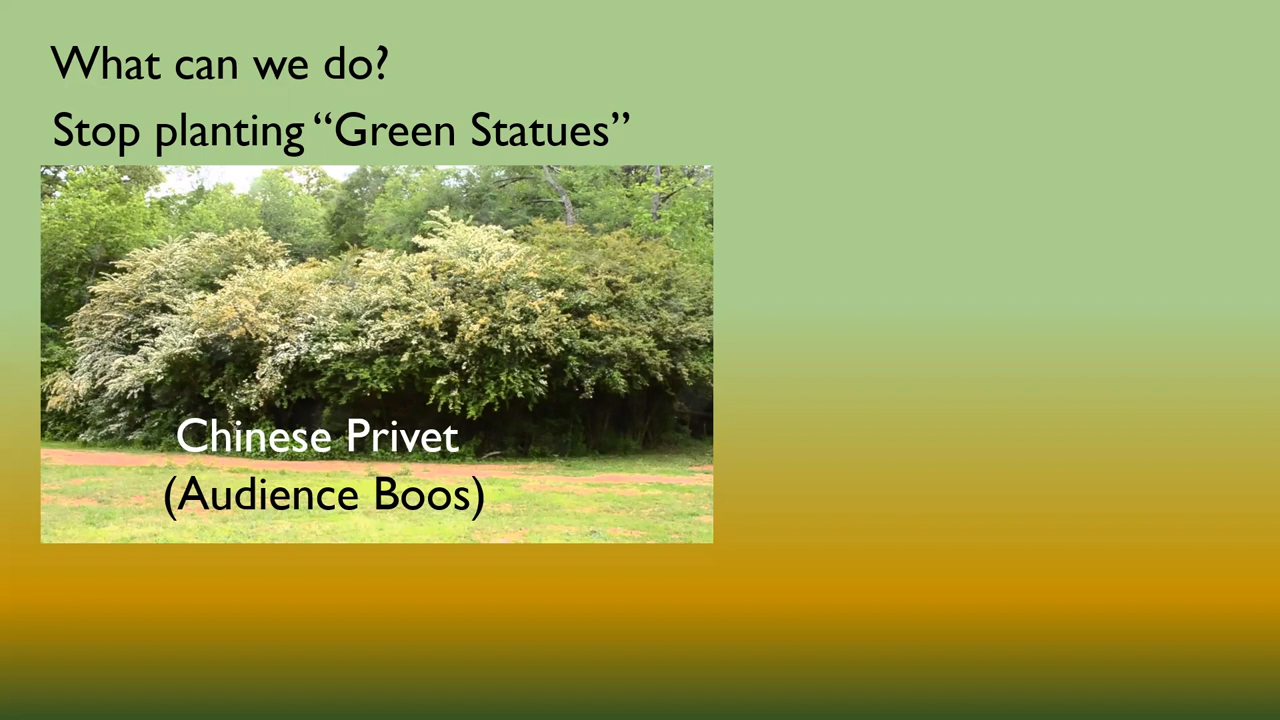 What can we do?
Stop planting “Green Statues”
Chinese Privet
(Audience Boos)